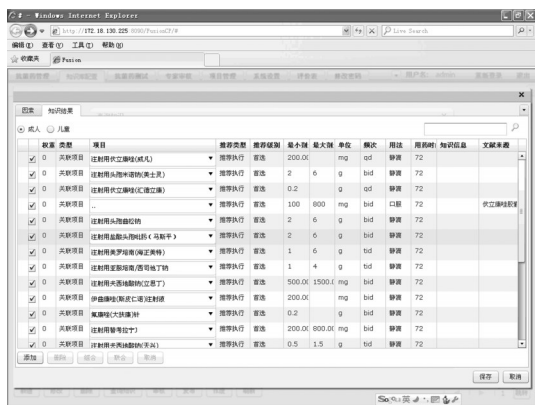 # - Windows Internet Explorer
http://172.18.130.225:8090/FusionCF/#
Live Search
编辑(E) 查看(V) 工具(T) 帮助(H)
收藏夹 Fusion
因素 知识结果
成人 儿童
权重 类型 项目 推荐类型 推荐级别 最小剂 最大剂 单位 频次 用法 用药时 知识信息 文献来源
0 关联项目 注射用伏立康唑(威凡) 推荐执行 首选 200.00 mg qd 静滴 72
0 关联项目 注射用头孢米诺钠(美士灵) 推荐执行 首选 2 6 g bid 静滴 72
0 关联项目 注射用伏立康唑(汇德立康) 推荐执行 首选 0.2 g qd 静滴 72
0 关联项目 .. 推荐执行 首选 100 800 mg bid 口服 72 伏立康唑胶囊
0 关联项目 注射用头孢曲松钠 推荐执行 首选 2 6 g bid 静滴 72
0 关联项目 注射用盐酸头孢吡肟(马斯平) 推荐执行 首选 2 6 g bid 静滴 72
0 关联项目 注射用美罗培南(海正美特) 推荐执行 首选 1 6 g tid 静滴 72
0 关联项目 注射用亚胺培南/西司他丁钠 推荐执行 首选 1 4 g tid 静滴 72
0 关联项目 注射用夫西地酸钠(立思丁) 推荐执行 首选 500.00 1500.( mg bid 静滴 72
0 关联项目 伊曲康唑(斯皮仁诺)注射液 推荐执行 首选 200.00 mg bid 静滴 72
0 关联项目 氟康唑(大扶康)针 推荐执行 首选 0.2 g bid 静滴 72
0 关联项目 注射用替考拉宁) 推荐执行 首选 200.00 800.00 mg bid 静滴 72
0 关联项目 注射用夹西地酸钠(天兴) 推荐执行 首选 0.5 1.5 g tid 静滴 72
添加 删除 组合 散合 取消
保存 取消
英